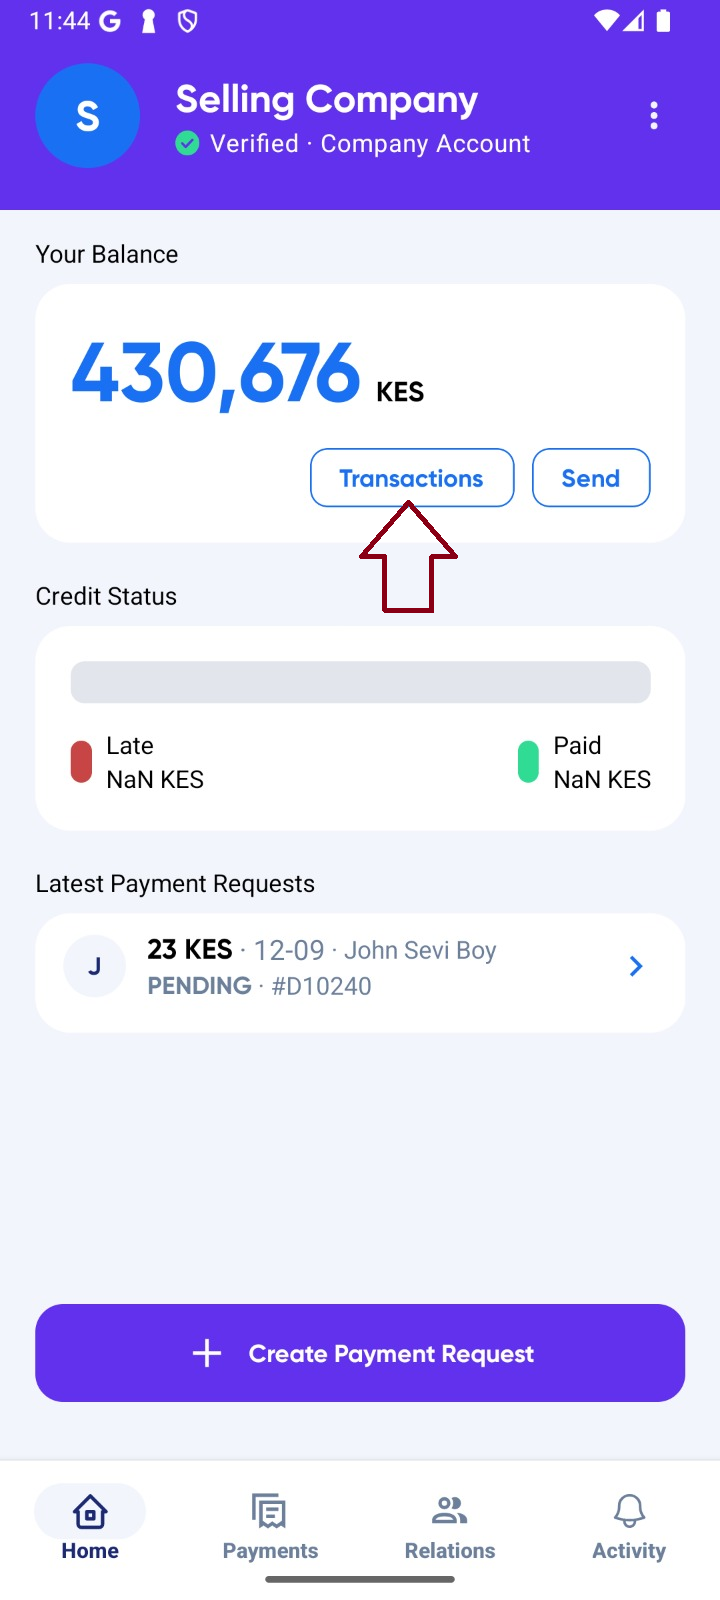 11:44
S
Selling Company
Verified · Company Account
Your Balance
430,676 KES
Transactions
Send
Credit Status
Late
NaN KES
Paid
NaN KES
Latest Payment Requests
J
23 KES · 12-09 · John Sevi Boy
PENDING · #D10240
Create Payment Request
Home
Payments
Relations
Activity